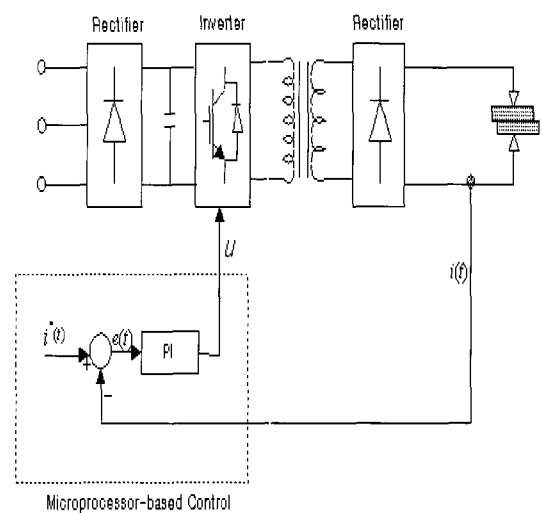 Rectifier
Inverter
Rectifier
U
i(t)
i*(t)
+
e(t)
PI
−
Microprocessor-based Control